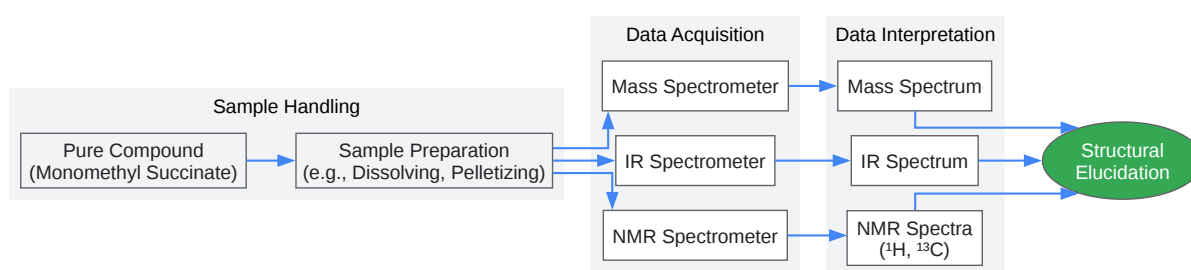 Sample Handling
Pure Compound
(Monomethyl Succinate)
Sample Preparation
(e.g., Dissolving, Pelletizing)
Data Acquisition
Mass Spectrometer
IR Spectrometer
NMR Spectrometer
Data Interpretation
Mass Spectrum
IR Spectrum
NMR Spectra
(¹H, ¹³C)
Structural
Elucidation